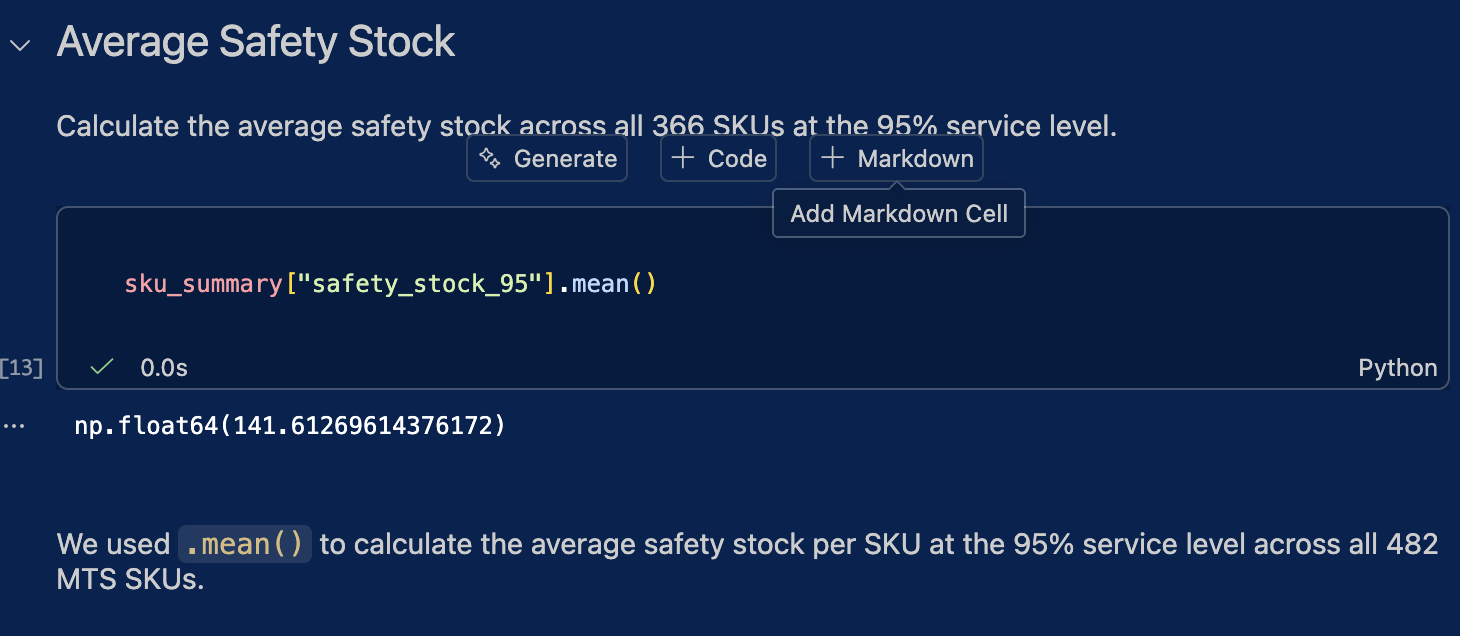 Average Safety Stock
Calculate the average safety stock across all 366 SKUs at the 95% service level.
Generate
Code
Markdown
Add Markdown Cell
sku_summary["safety_stock_95"].mean()
[13]
0.0s
Python
...
np.float64(141.61269614376172)
We used .mean() to calculate the average safety stock per SKU at the 95% service level across all 482
MTS SKUs.